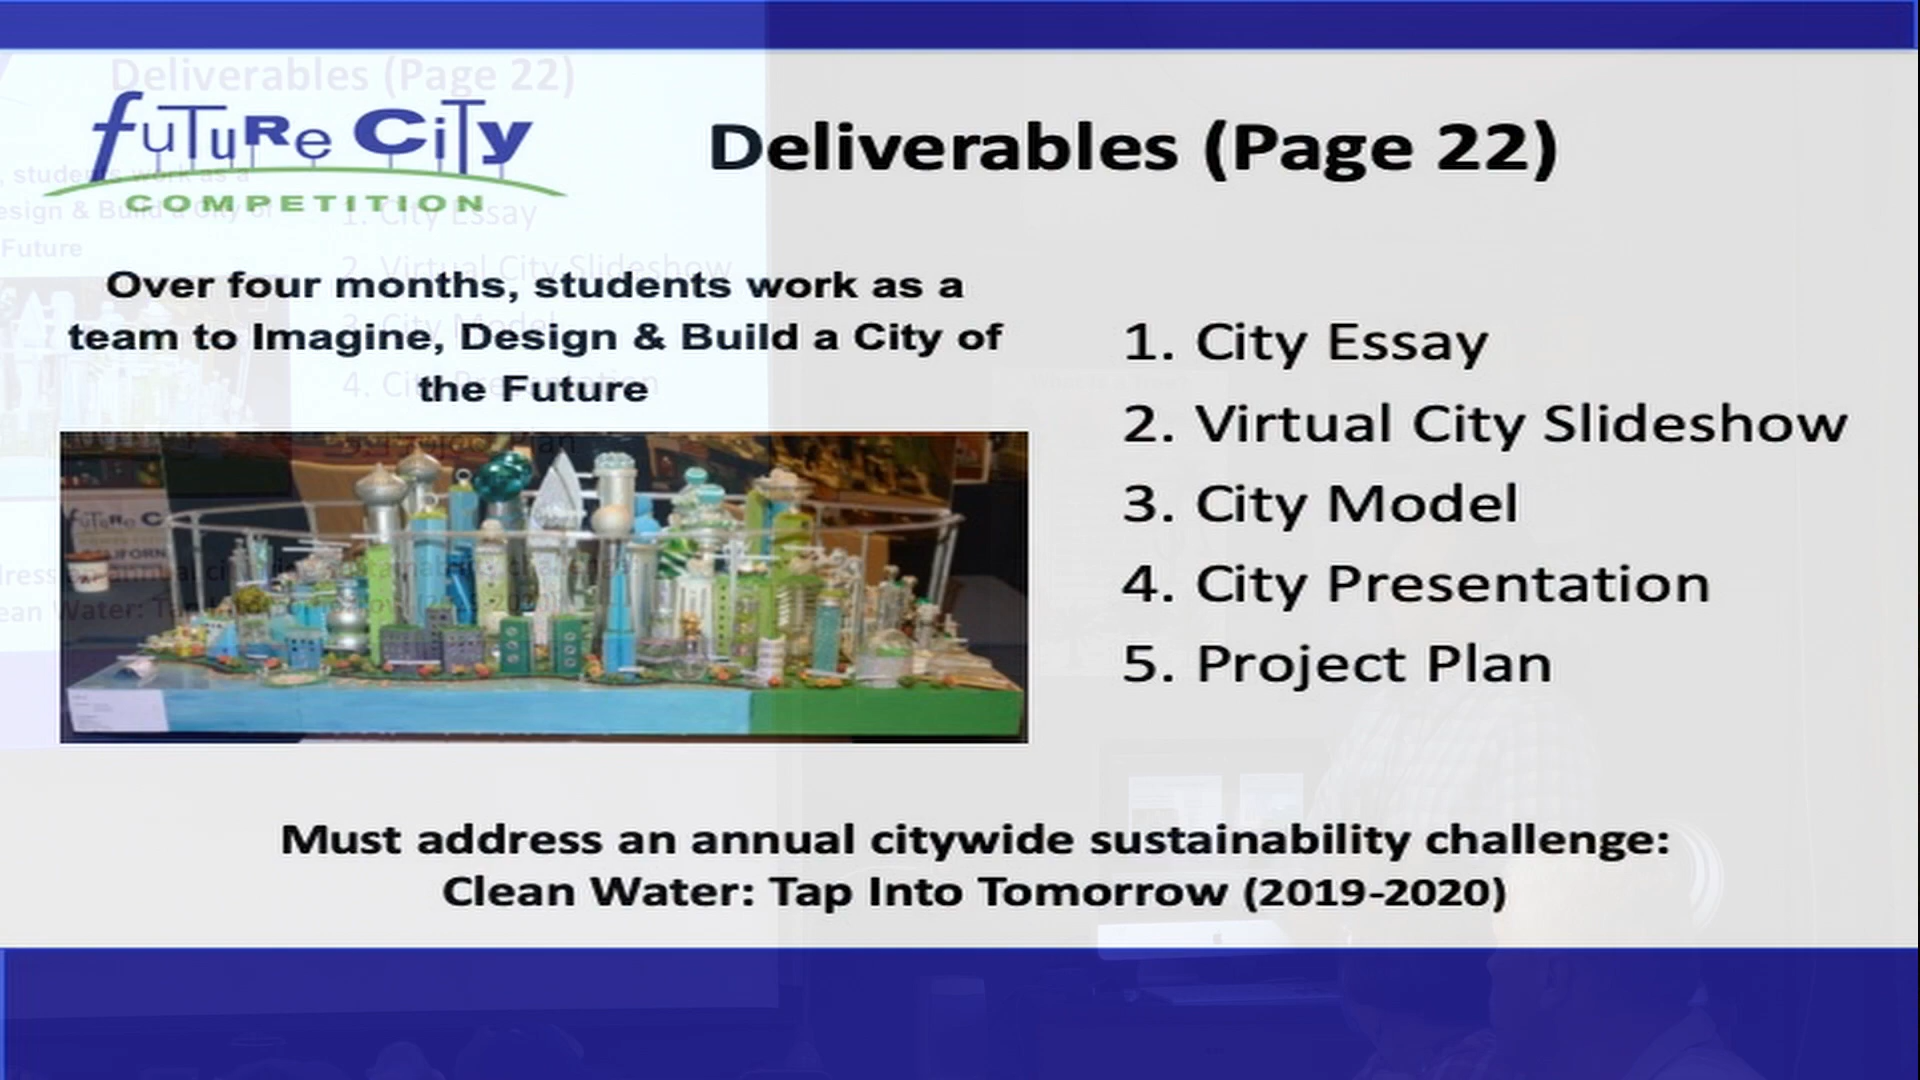 Future City
COMPETITION
Deliverables (Page 22)
Over four months, students work as a
team to Imagine, Design & Build a City of
the Future
1. City Essay
2. Virtual City Slideshow
3. City Model
4. City Presentation
5. Project Plan
Must address an annual citywide sustainability challenge:
Clean Water: Tap Into Tomorrow (2019-2020)